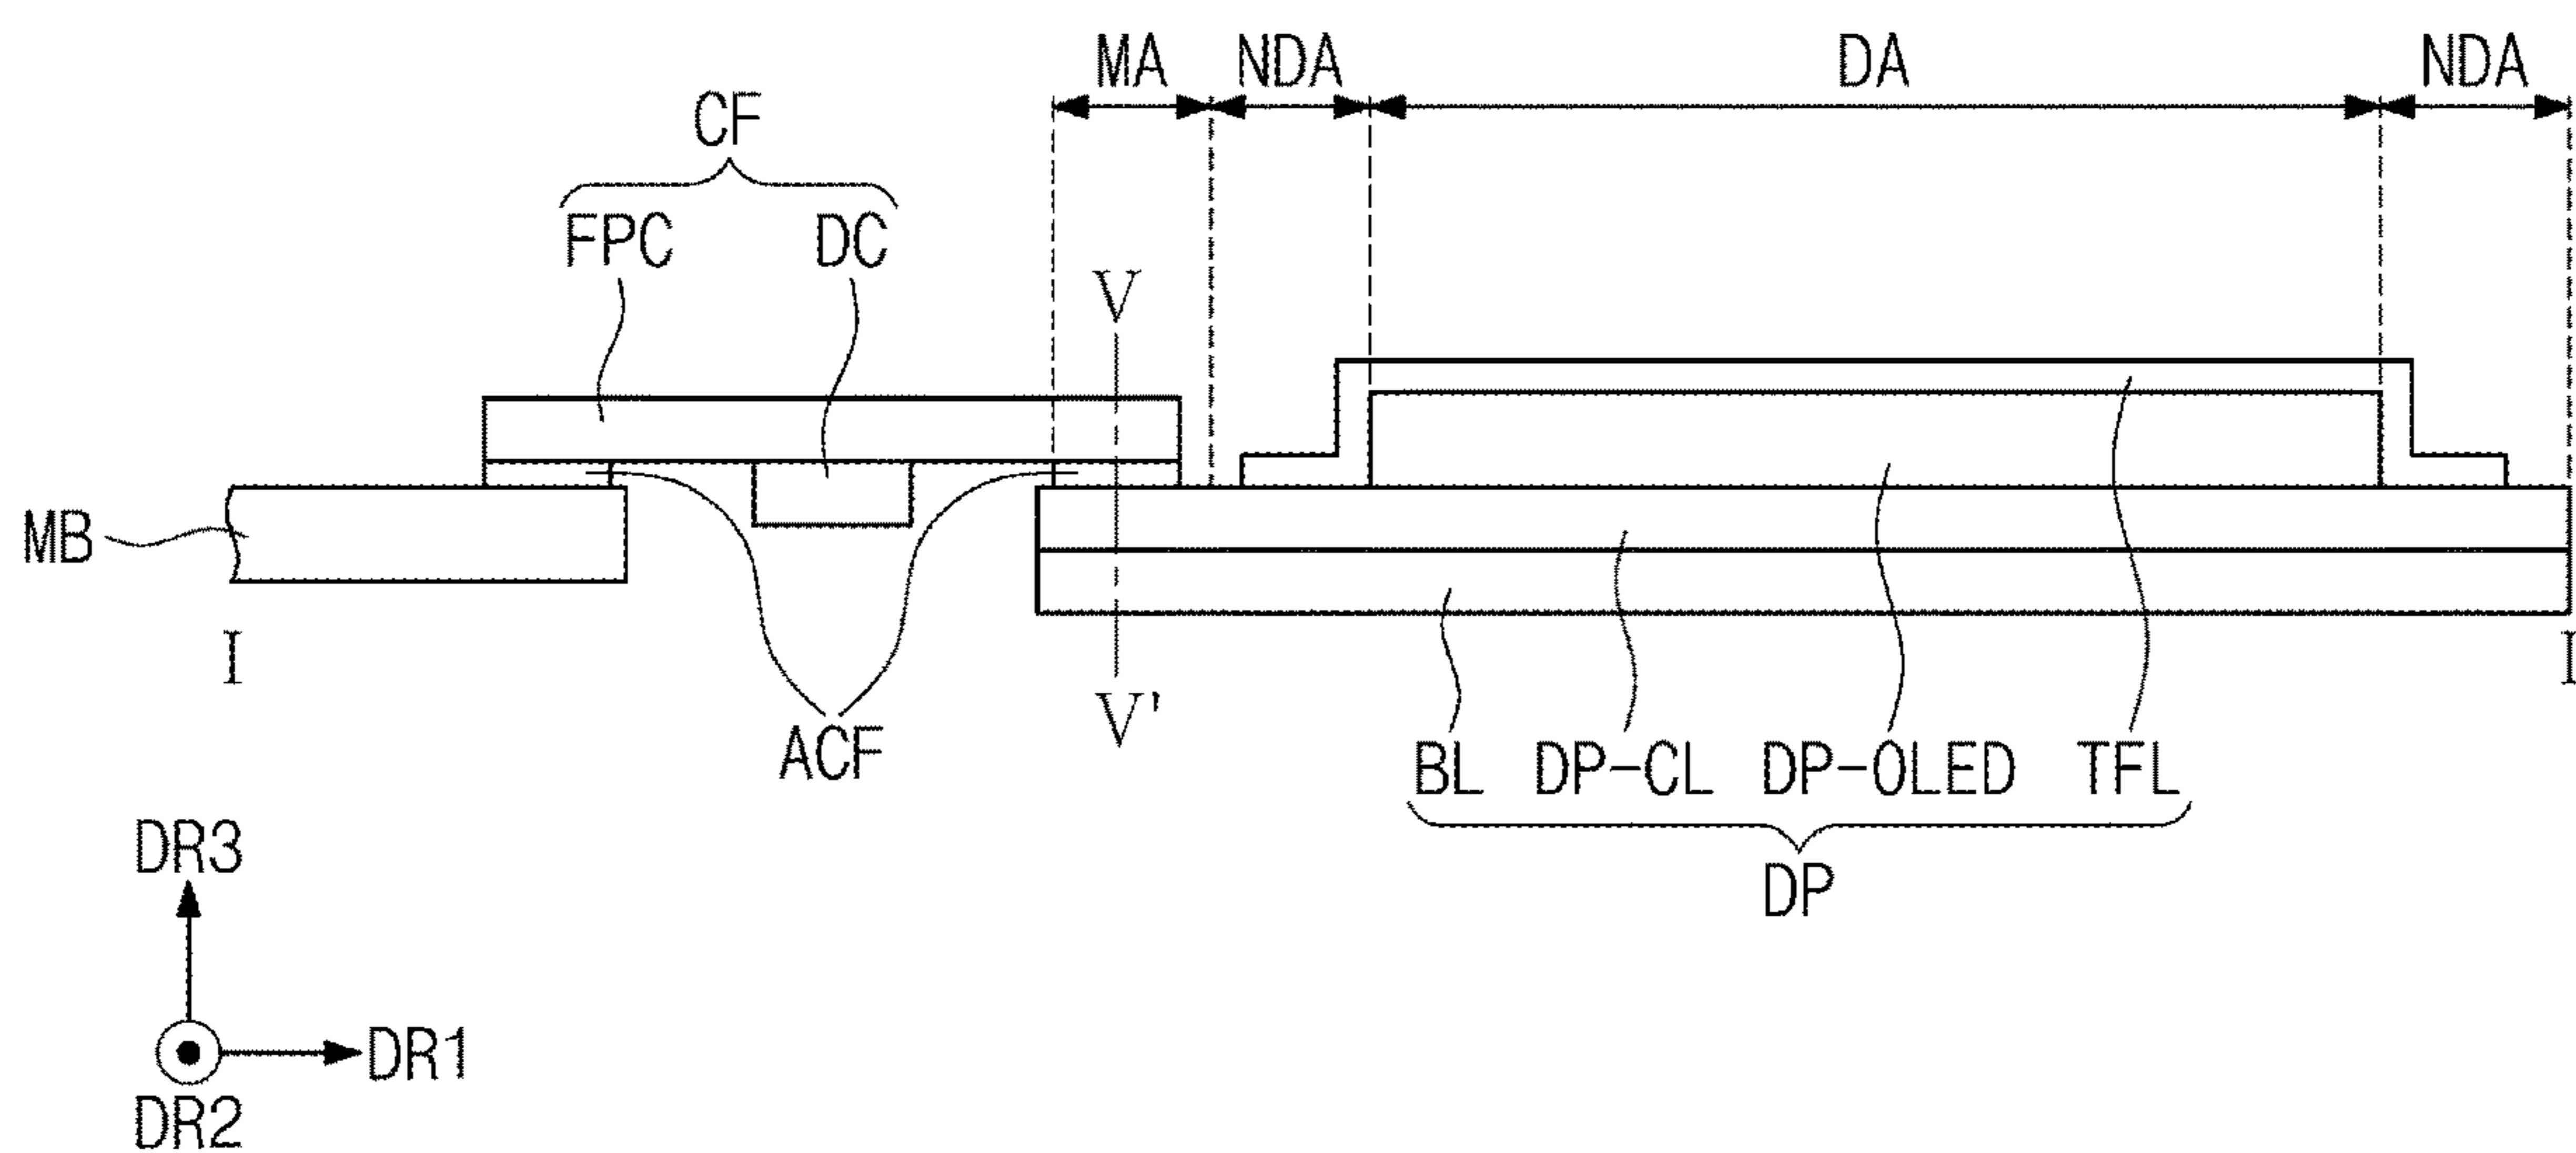 MA NDA DA NDA
CF
FPC DC
V
MB
I I
V'
ACF
BL DP-CL DP-OLED TFL
DP
DR3
DR1
DR2